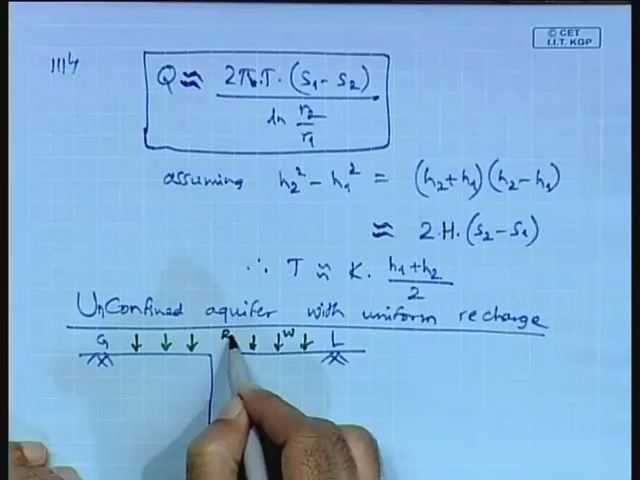 © CET
I.I.T. KGP
Q ≈ 2π.T.(S₁ - S₂) / ln r₂/r₁
assuming h₂² - h₁² = (h₂+h₁)(h₂-h₁)
≈ 2.H.(S₂-S₁)
∴ T ≈ K. h₁+h₂ / 2
UnConfined aquifer with uniform recharge
G W L